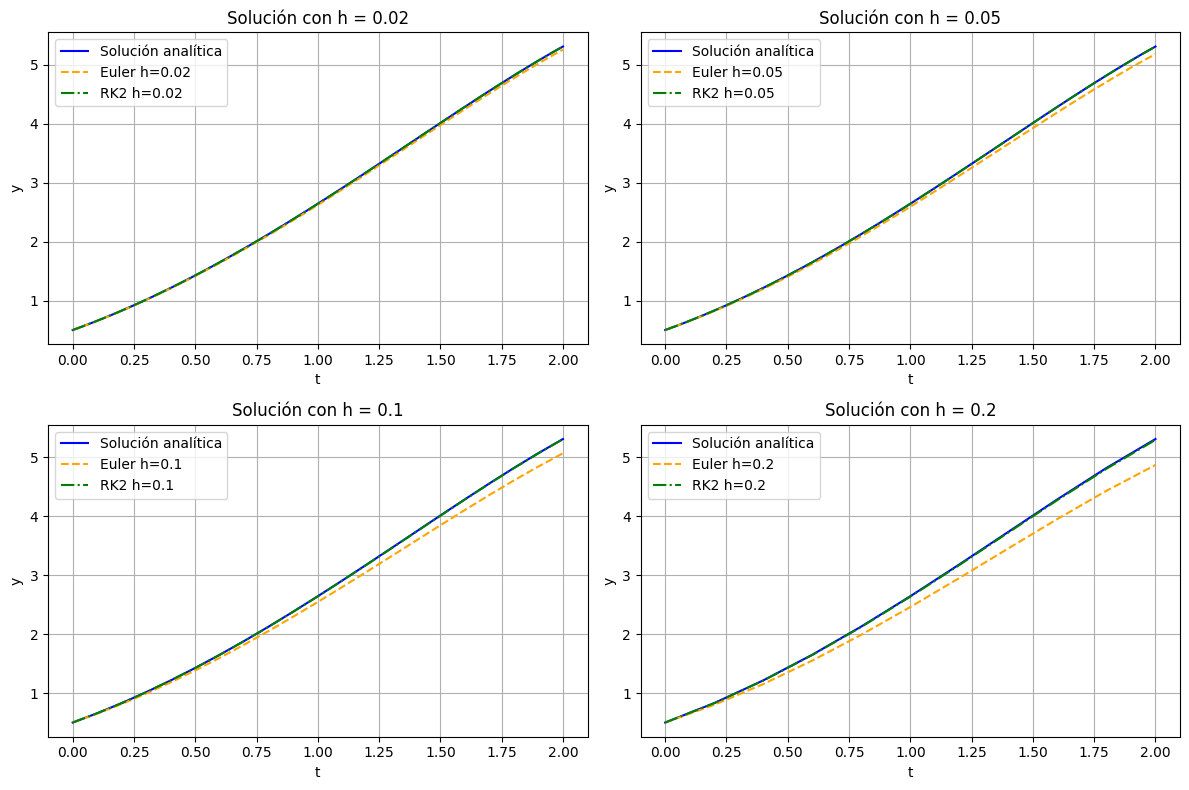 Solución con h = 0.02
Solución analítica
Euler h=0.02
RK2 h=0.02
y
5
4
3
2
1
0.00 0.25 0.50 0.75 1.00 1.25 1.50 1.75 2.00
t
Solución con h = 0.05
Solución analítica
Euler h=0.05
RK2 h=0.05
y
5
4
3
2
1
0.00 0.25 0.50 0.75 1.00 1.25 1.50 1.75 2.00
t
Solución con h = 0.1
Solución analítica
Euler h=0.1
RK2 h=0.1
y
5
4
3
2
1
0.00 0.25 0.50 0.75 1.00 1.25 1.50 1.75 2.00
t
Solución con h = 0.2
Solución analítica
Euler h=0.2
RK2 h=0.2
y
5
4
3
2
1
0.00 0.25 0.50 0.75 1.00 1.25 1.50 1.75 2.00
t